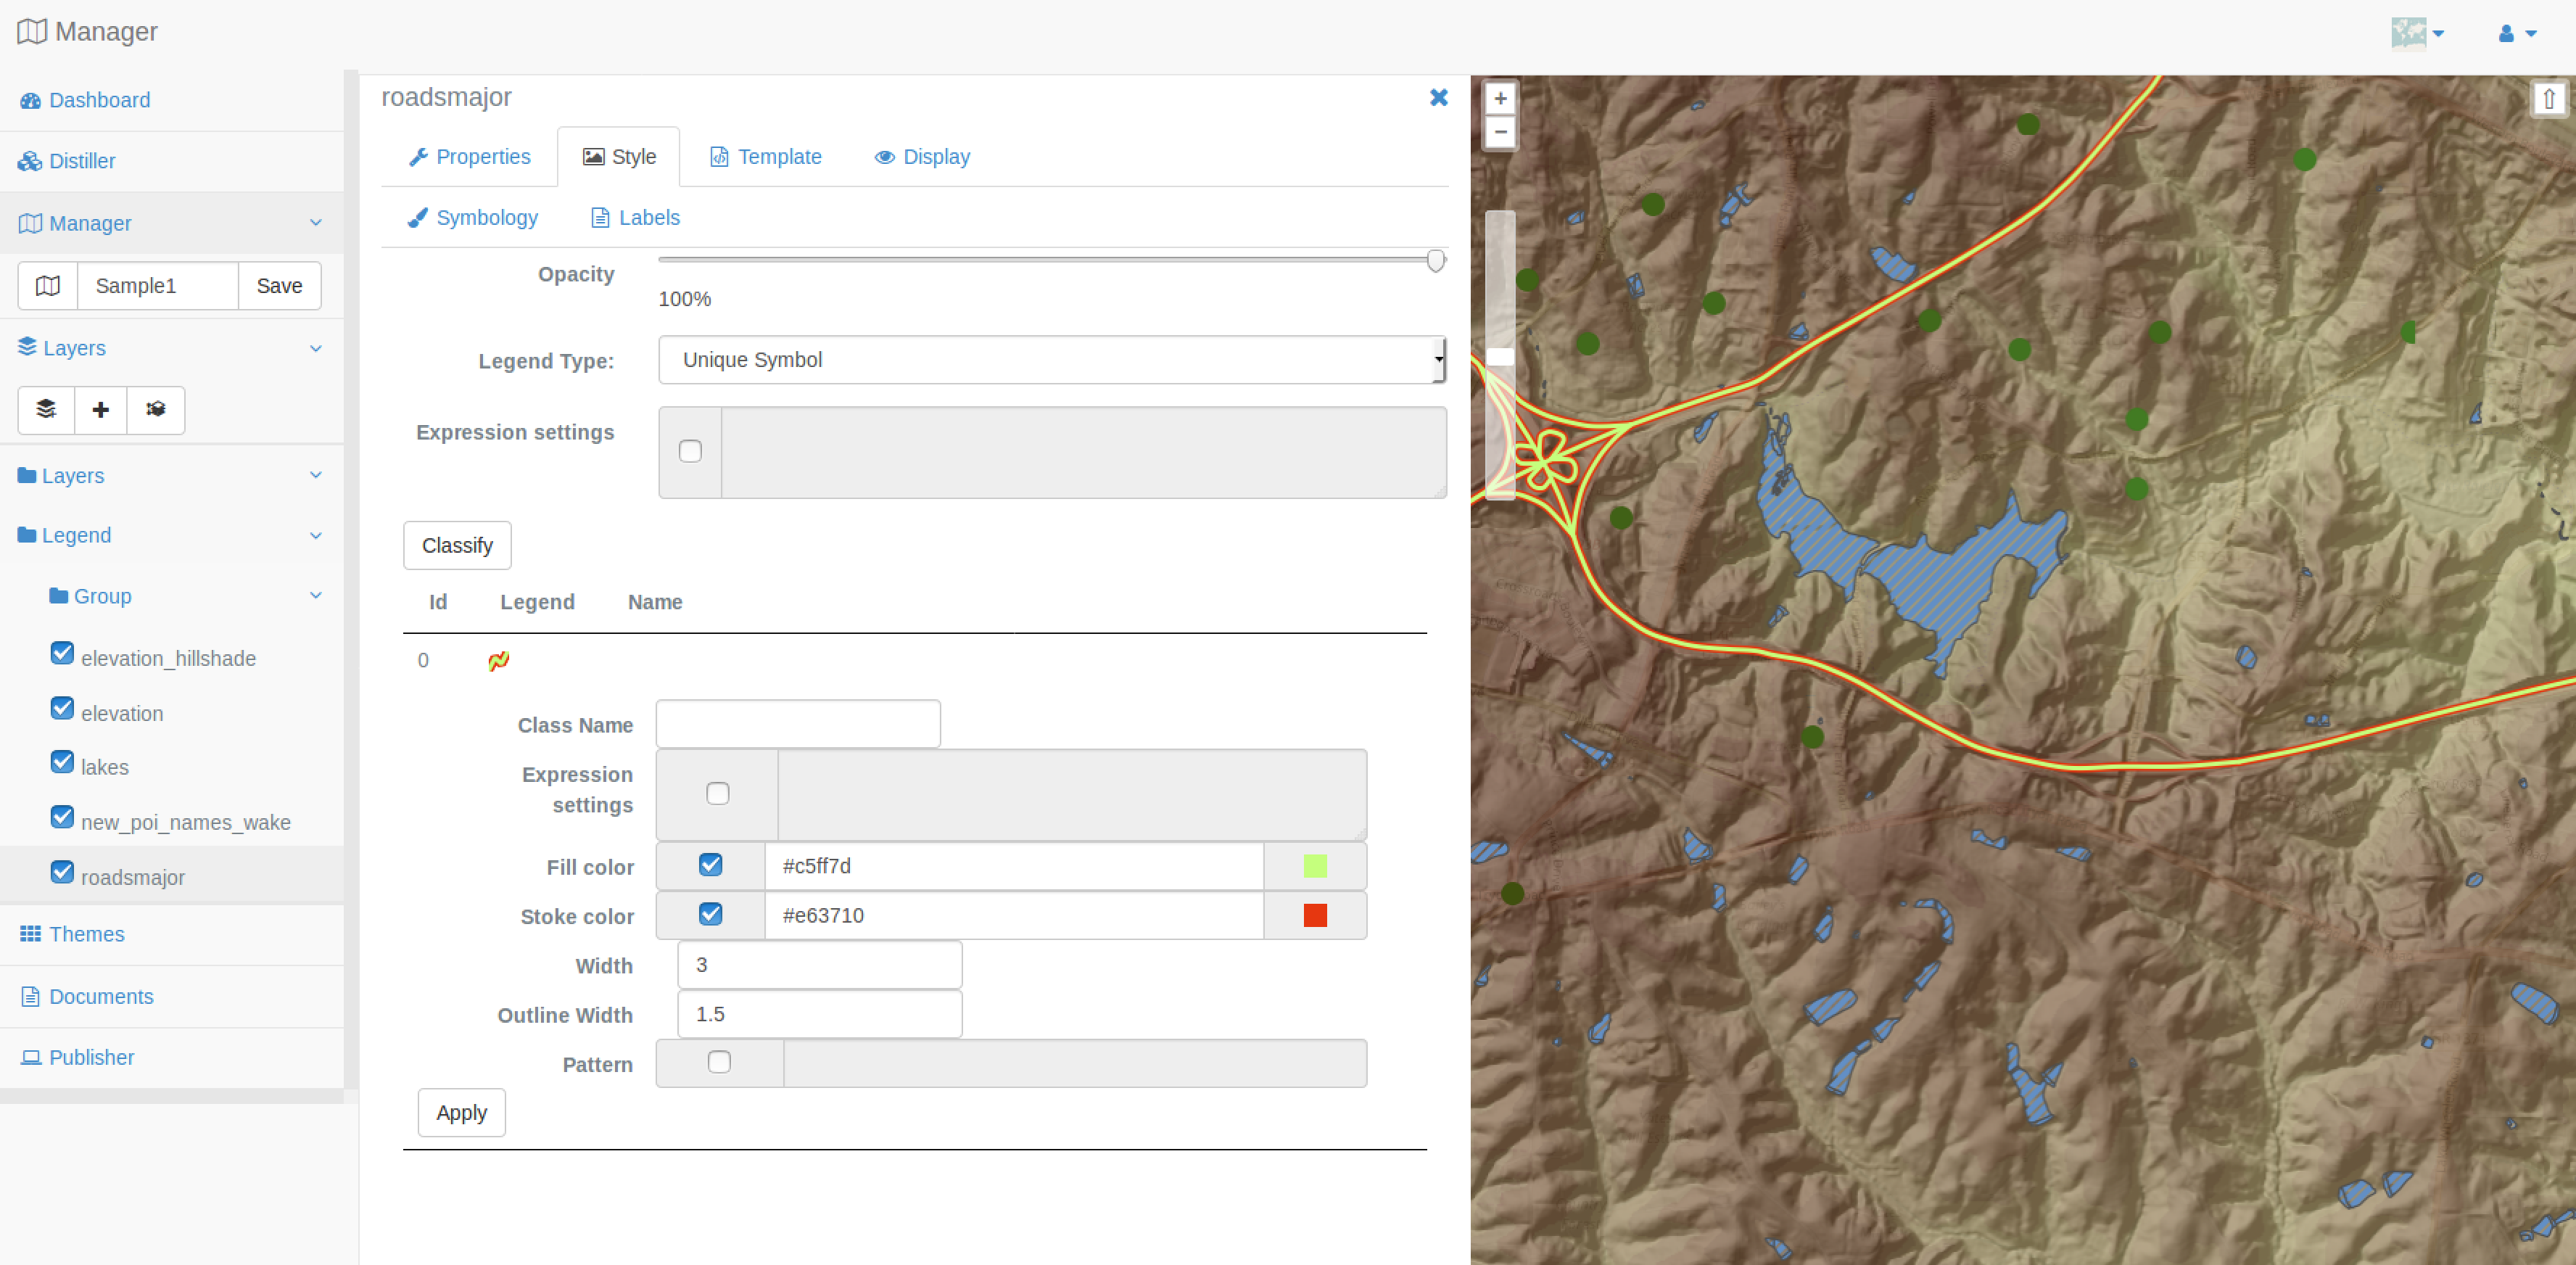 Manager
Dashboard
Distiller
Manager
Sample1
Save
Layers
Layers
Legend
Group
elevation_hillshade
elevation
lakes
new_poi_names_wake
roadsmajor
Themes
Documents
Publisher
roadsmajor
Properties
Style
Template
Display
Symbology
Labels
Opacity
100%
Legend Type:
Unique Symbol
Expression settings
Classify
Id Legend Name
0
Class Name
Expression
settings
Fill color
#c5ff7d
Stoke color
#e63710
Width
3
Outline Width
1.5
Pattern
Apply
+
−
⇧